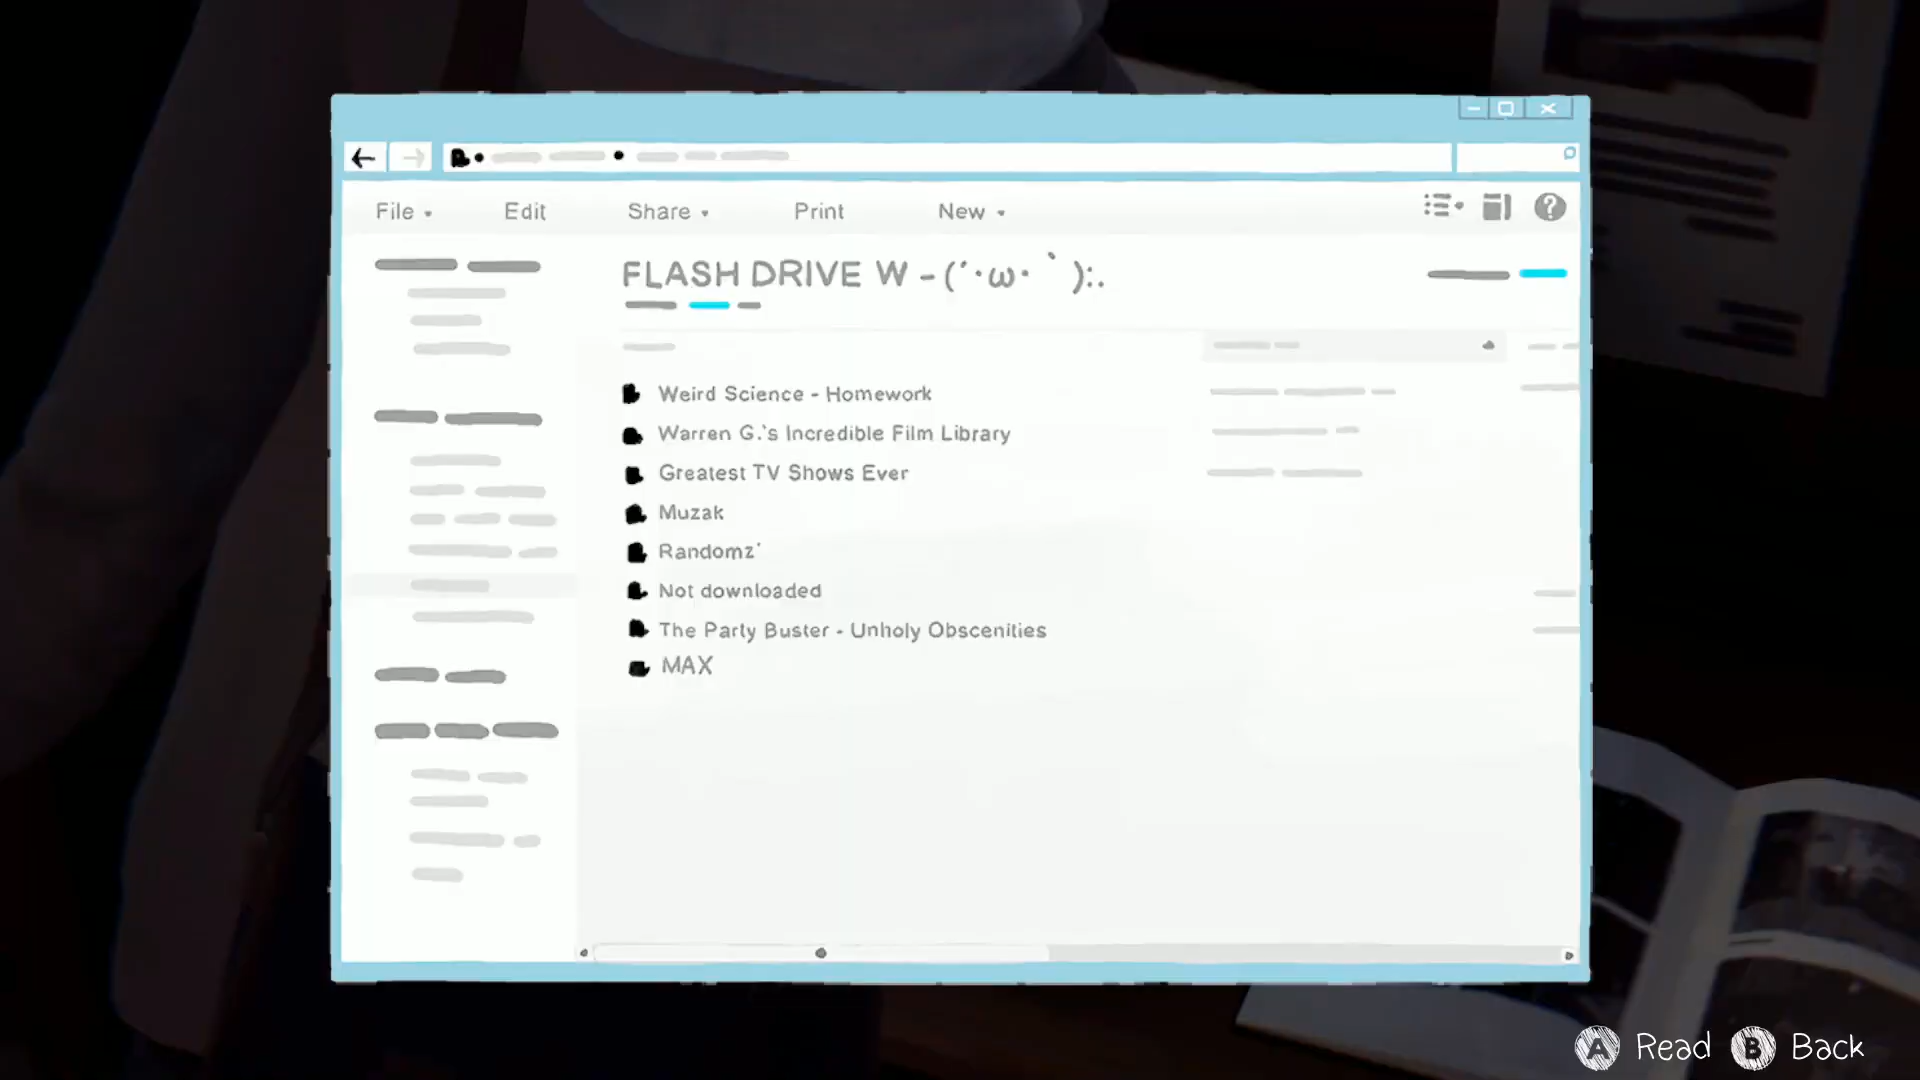 File Edit Share Print New
FLASH DRIVE W -(´･ω･`):.
Weird Science - Homework
Warren G.'s Incredible Film Library
Greatest TV Shows Ever
Muzak
Randomz'
Not downloaded
The Party Buster - Unholy Obscenities
MAX
A Read B Back